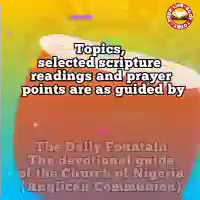 Topics,
selected scripture
readings and prayer
points are as guided by
The Daily Fountain
The devotional guide
of the Church of Nigeria
(Anglican Communion)